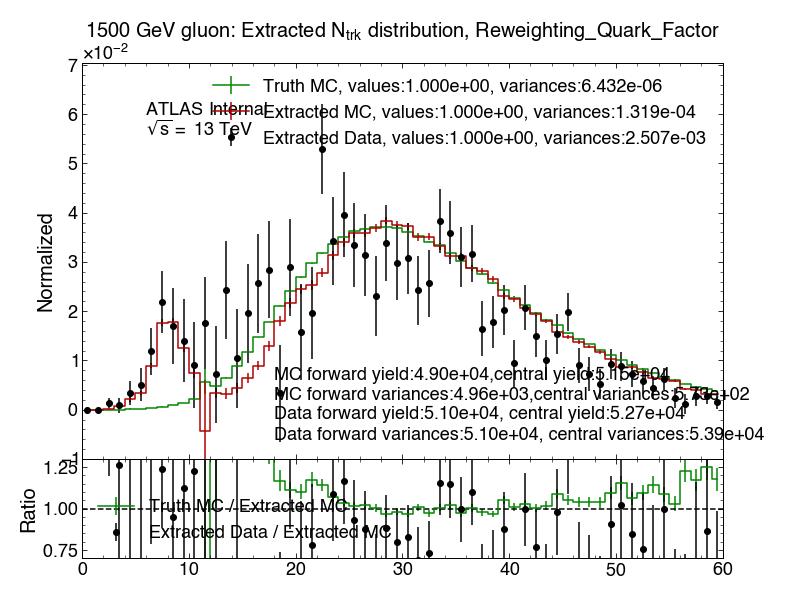 1500 GeV gluon: Extracted Ntrk distribution, Reweighting_Quark_Factor
×10−2
Truth MC, values:1.000e+00, variances:6.432e-06
ATLAS Internal
Extracted MC, values:1.000e+00, variances:1.319e-04
√s = 13 TeV
Extracted Data, values:1.000e+00, variances:2.507e-03
7
6
5
4
3
2
1
0
Normalized
MC forward yield:4.90e+04,central yield:5.15e+04
MC forward variances:4.96e+03,central variances:
Data forward yield:5.10e+04, central yield:5.27e+04
Data forward variances:5.10e+04, central variances:5.39e+04
1.25
1.00
0.75
Ratio
Truth MC / Extracted MC
Extracted Data / Extracted MC
0 10 20 30 40 50 60